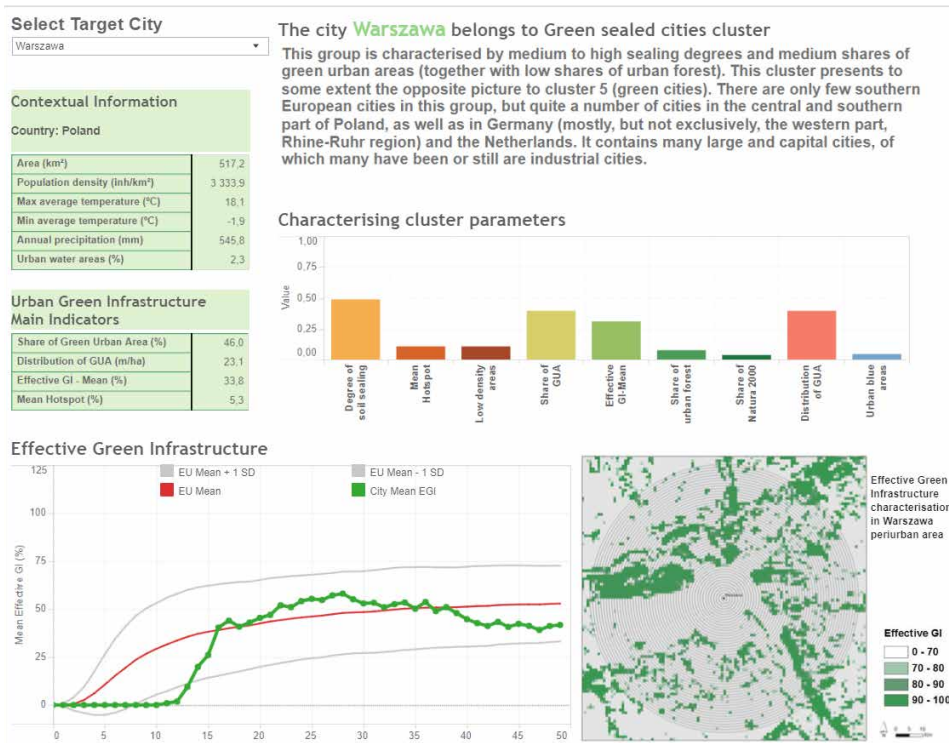 Select Target City
Warszawa
The city Warszawa belongs to Green sealed cities cluster
This group is characterised by medium to high sealing degrees and medium shares of
green urban areas (together with low shares of urban forest). This cluster presents to
some extent the opposite picture to cluster 5 (green cities). There are only few southern
European cities in this group, but quite a number of cities in the central and southern
part of Poland, as well as in Germany (mostly, but not exclusively, the western part,
Rhine-Ruhr region) and the Netherlands. It contains many large and capital cities, of
which many have been or still are industrial cities.
Contextual Information
Country: Poland
Area (km²) 517,2
Population density (inh/km²) 3 333,9
Max average temperature (ºC) 18,1
Min average temperature (ºC) -1,9
Annual precipitation (mm) 545,8
Urban water areas (%) 2,3
Urban Green Infrastructure
Main Indicators
Share of Green Urban Area (%) 46,0
Distribution of GUA (m/ha) 23,1
Effective GI - Mean (%) 33,8
Mean Hotspot (%) 5,3
Characterising cluster parameters
Value
1,00
0,75
0,50
0,25
0,00
Degree of
soil sealing
Mean
Hotspot
Low density
areas
Share of
GUA
Effective
GI-Mean
Share of
urban forest
Share of
Natura 2000
Distribution
of GUA
Urban blue
areas
Effective Green Infrastructure
EU Mean + 1 SD
EU Mean - 1 SD
EU Mean
City Mean EGI
Mean Effective GI (%)
125
100
75
50
25
0
0 5 10 15 20 25 30 35 40 45 50
Effective Green
Infrastructure
characterisation
in Warszawa
periurban area
Effective GI
0 - 70
70 - 80
80 - 90
90 - 100